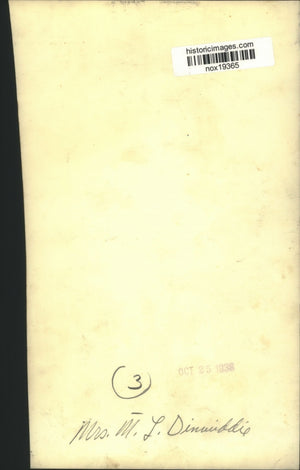 historicimages.com
nox19365
3
OCT 25 1938
Mrs. M. L. Dinwiddie